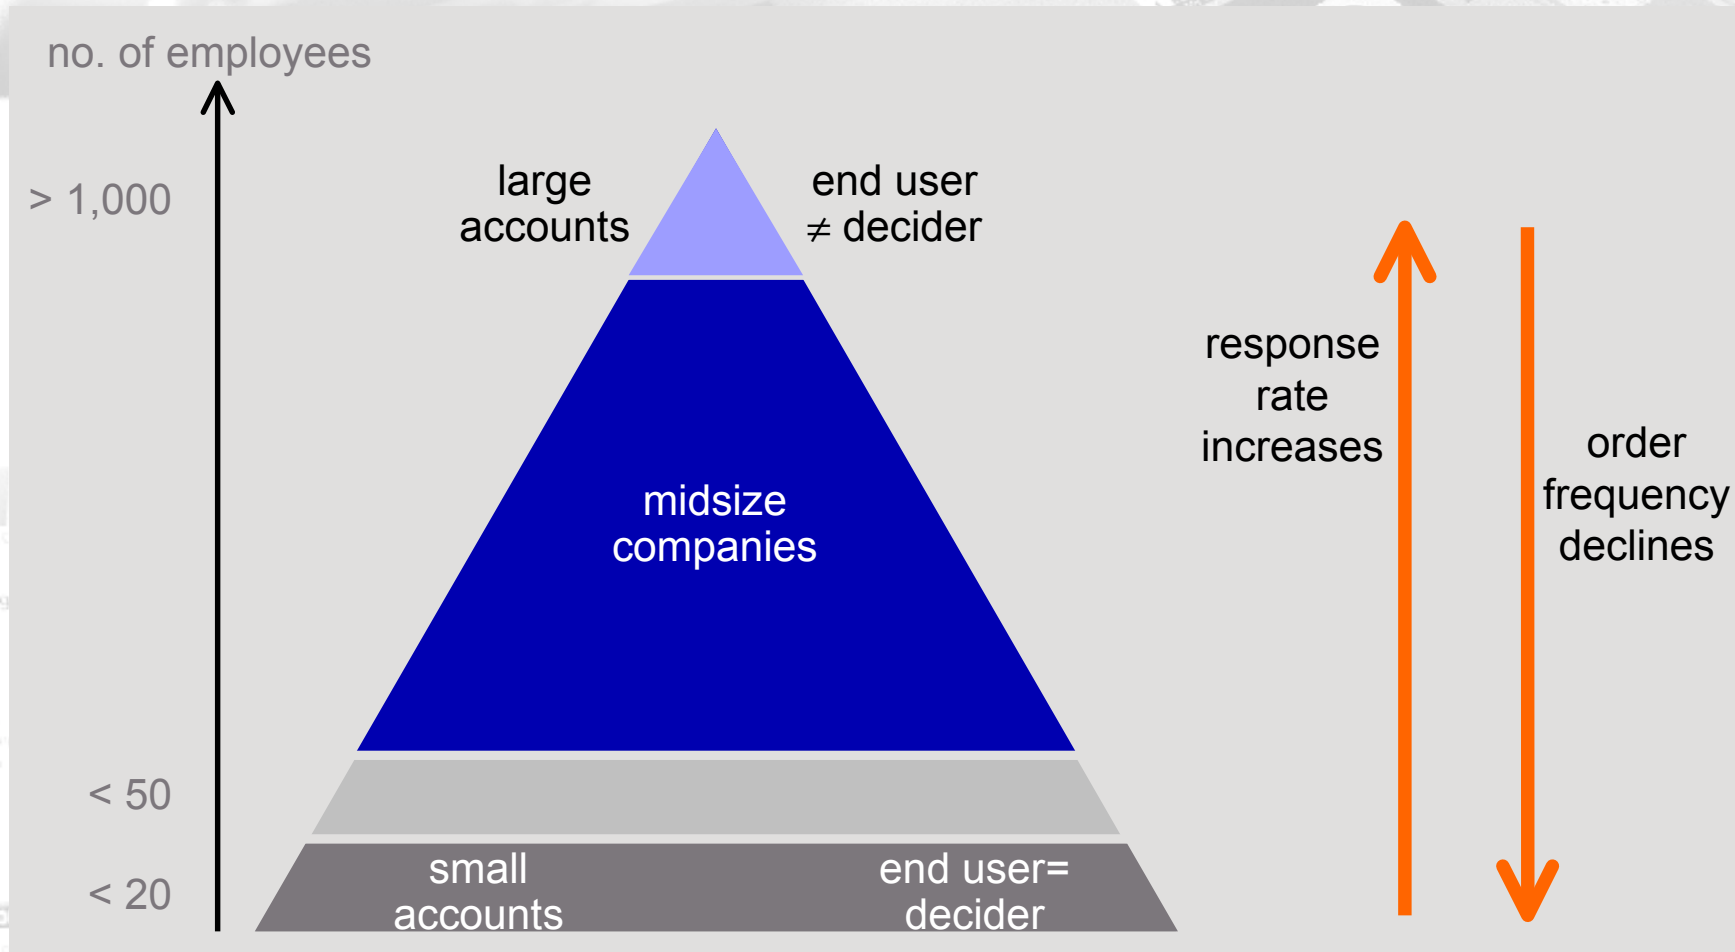 no. of employees
> 1,000
large
accounts
end user
≠ decider
response
rate
increases
order
frequency
declines
midsize
companies
< 50
< 20
small
accounts
end user=
decider